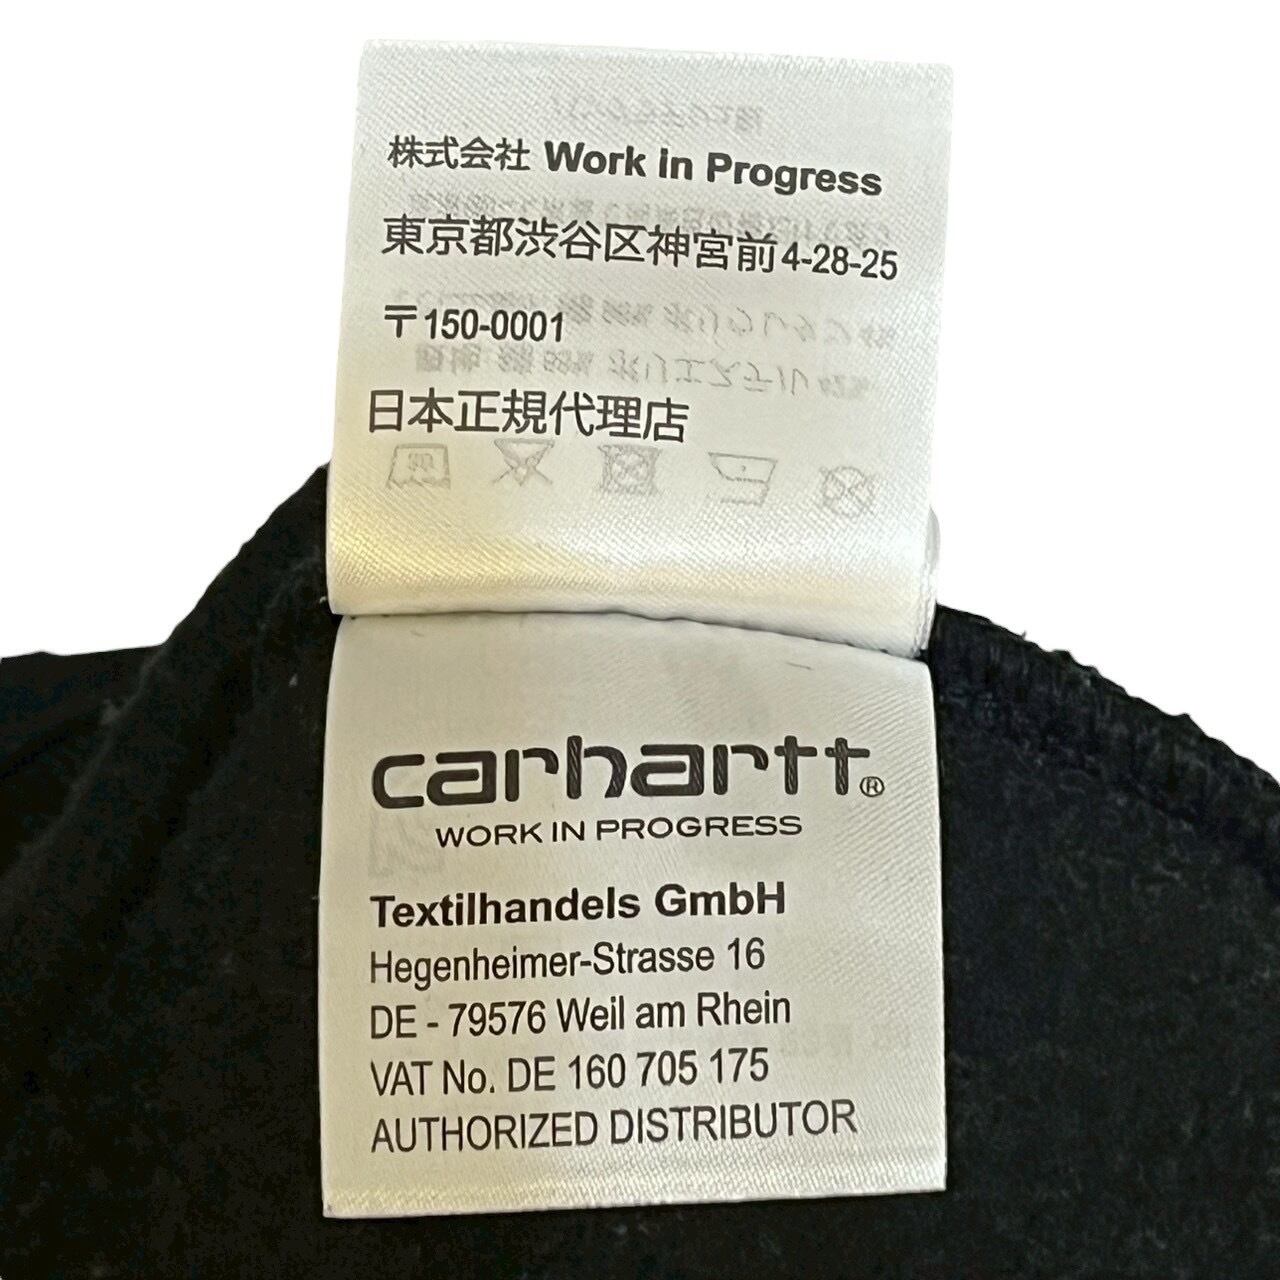 株式会社 Work in Progress
東京都渋谷区神宮前4-28-25
〒150-0001
日本正規代理店
carhartt®
WORK IN PROGRESS
Textilhandels GmbH
Hegenheimer-Strasse 16
DE - 79576 Weil am Rhein
VAT No. DE 160 705 175
AUTHORIZED DISTRIBUTOR